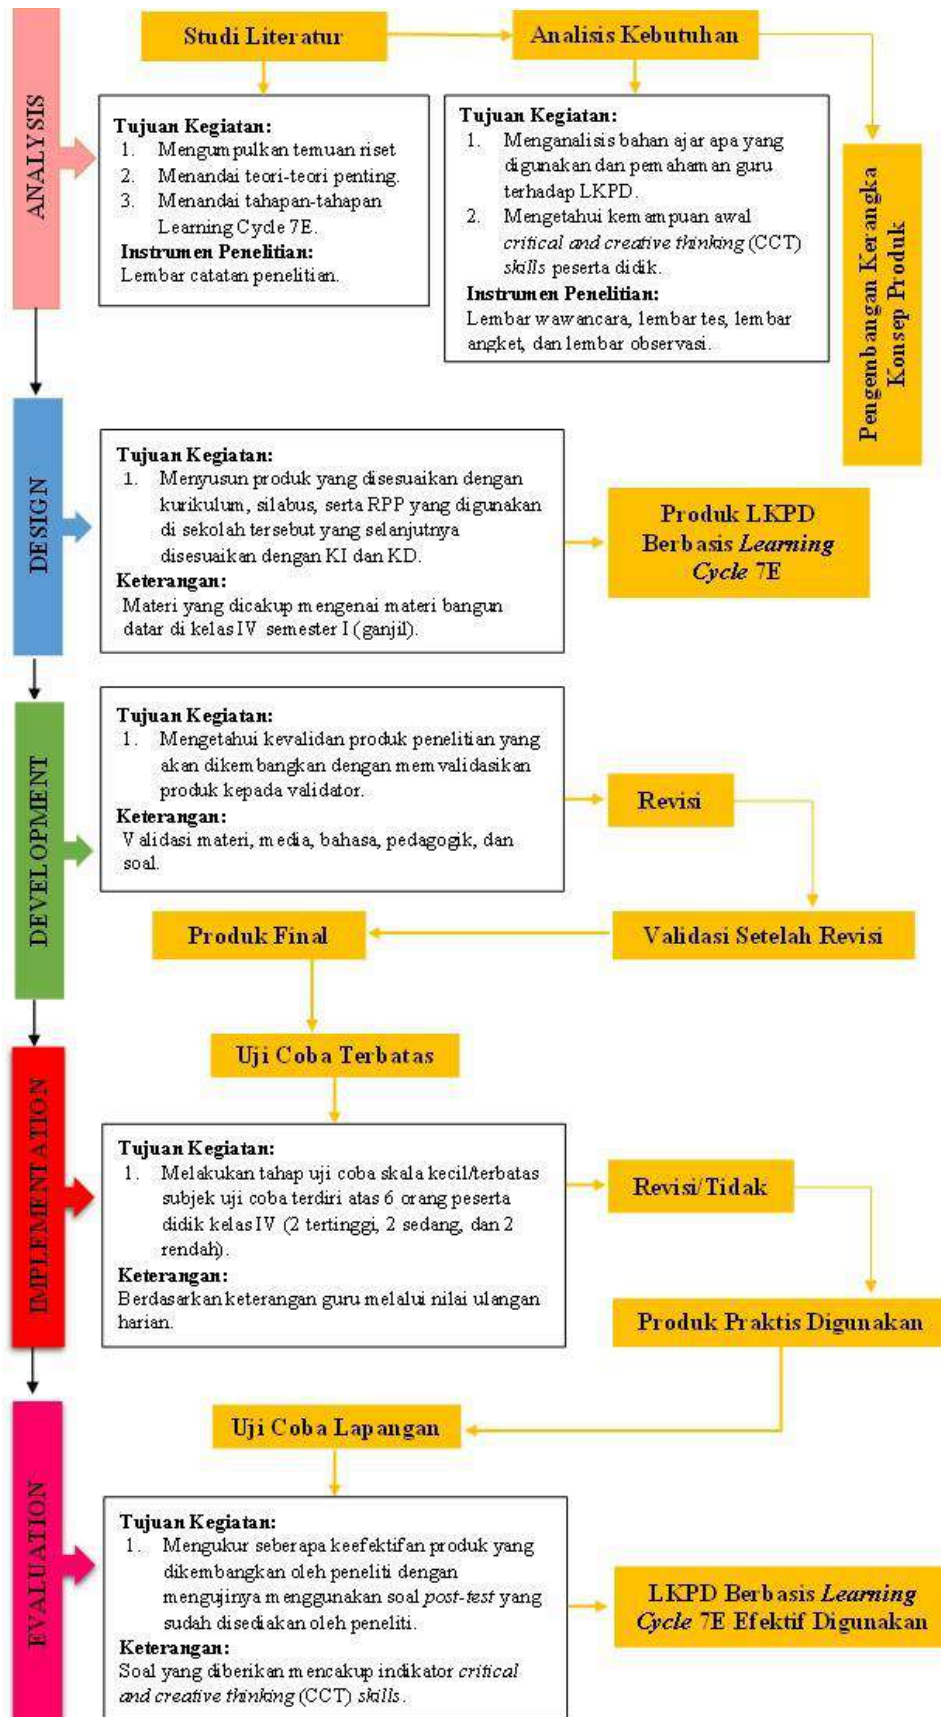 ANALYSIS
Studi Literatur
Analisis Kebutuhan
Tujuan Kegiatan:
1. Mengumpulkan temuan riset
2. Menandai teori-teori penting.
3. Menandai tahapan-tahapan
Learning Cycle 7E.
Instrumen Penelitian:
Lembar catatan penelitian.
Tujuan Kegiatan:
1. Menganalisis bahan ajar apa yang
digunakan dan pemahaman guru
terhadap LKPD.
2. Mengetahui kemampuan awal
critical and creative thinking (CCT)
skills peserta didik.
Instrumen Penelitian:
Lembar wawancara, lembar tes, lembar
angket, dan lembar observasi.
Pengembangan Kerangka
Konsep Produk
DESIGN
Tujuan Kegiatan:
1. Menyusun produk yang disesuaikan dengan
kurikulum, silabus, serta RPP yang digunakan
di sekolah tersebut yang selanjutnya
disesuaikan dengan KI dan KD.
Keterangan:
Materi yang dicakup mengenai materi bangun
datar di kelas IV semester I (ganjil).
Produk LKPD
Berbasis Learning
Cycle 7E
DEVELOPMENT
Tujuan Kegiatan:
1. Mengetahui kevalidan produk penelitian yang
akan dikembangkan dengan memvalidasikan
produk kepada validator.
Keterangan:
Validasi materi, media, bahasa, pedagogik, dan
soal.
Revisi
Validasi Setelah Revisi
Produk Final
Uji Coba Terbatas
IMPLEMENTATION
Tujuan Kegiatan:
1. Melakukan tahap uji coba skala kecil/terbatas
subjek uji coba terdiri atas 6 orang peserta
didik kelas IV (2 tertinggi, 2 sedang, dan 2
rendah).
Keterangan:
Berdasarkan keterangan guru melalui nilai ulangan
harian.
Revisi/Tidak
Produk Praktis Digunakan
Uji Coba Lapangan
EVALUATION
Tujuan Kegiatan:
1. Mengukur seberapa keefektifan produk yang
dikembangkan oleh peneliti dengan
mengujinya menggunakan soal post-test yang
sudah disediakan oleh peneliti.
Keterangan:
Soal yang diberikan mencakup indikator critical
and creative thinking (CCT) skills.
LKPD Berbasis Learning
Cycle 7E Efektif Digunakan